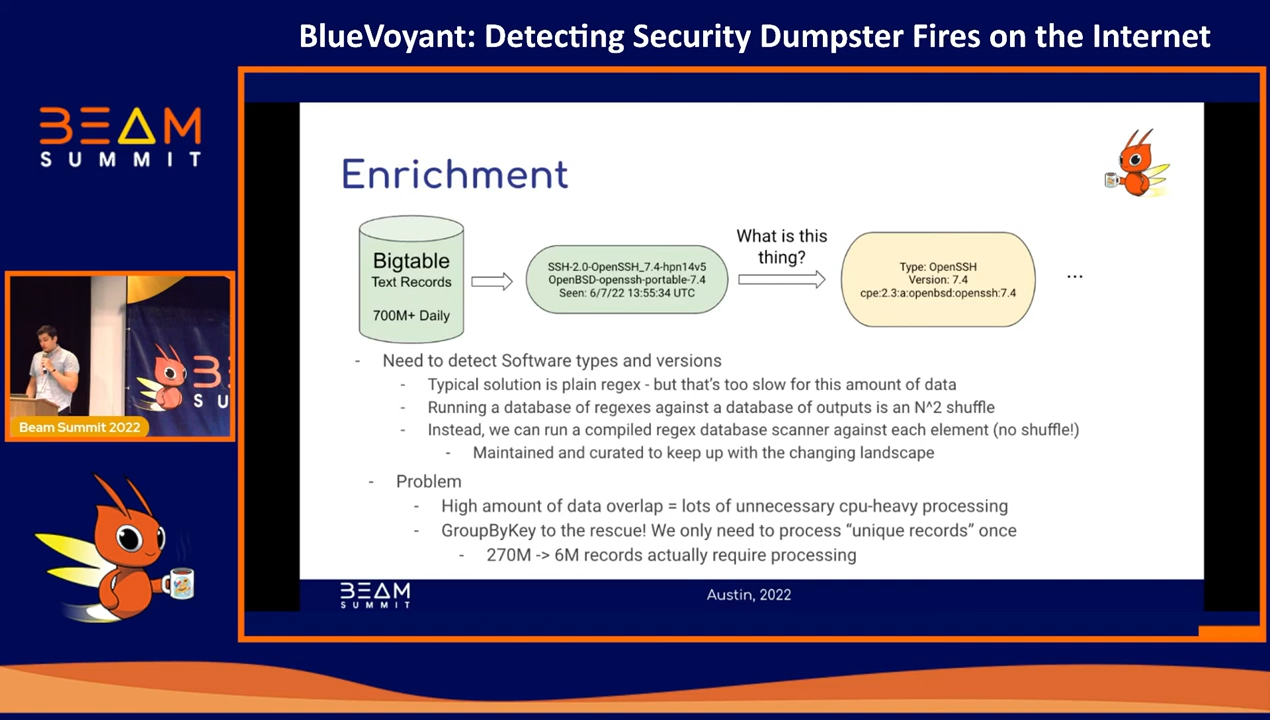 BlueVoyant: Detecting Security Dumpster Fires on the Internet
BEAM
SUMMIT
Enrichment
Bigtable
Text Records
700M+ Daily
SSH-2.0-OpenSSH_7.4-hpn14v5
OpenBSD-openssh-portable-7.4
Seen: 6/7/22 13:55:34 UTC
What is this
thing?
Type: OpenSSH
Version: 7.4
cpe:2.3:a:openbsd:openssh:7.4
...
- Need to detect Software types and versions
- Typical solution is plain regex - but that's too slow for this amount of data
- Running a database of regexes against a database of outputs is an N^2 shuffle
- Instead, we can run a compiled regex database scanner against each element (no shuffle!)
- Maintained and curated to keep up with the changing landscape
- Problem
- High amount of data overlap = lots of unnecessary cpu-heavy processing
- GroupByKey to the rescue! We only need to process “unique records” once
- 270M -> 6M records actually require processing
BEAM
SUMMIT
Austin, 2022
B
S U
Beam Summit 2022